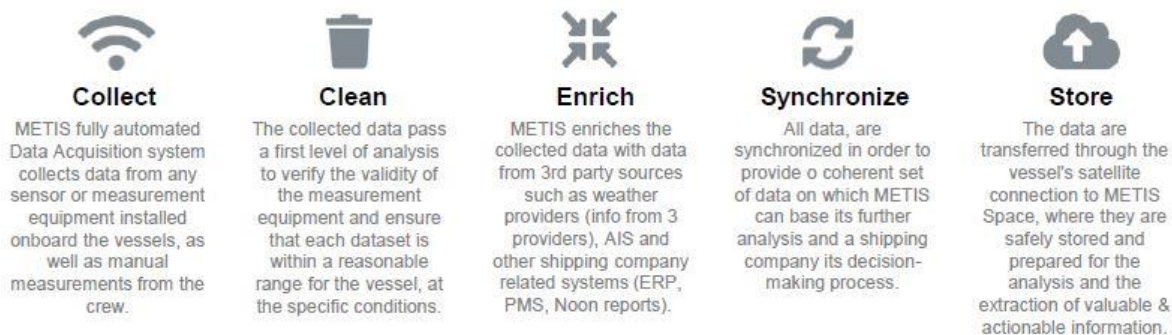 Collect
METIS fully automated
Data Acquisition system
collects data from any
sensor or measurement
equipment installed
onboard the vessels, as
well as manual
measurements from the
crew.
Clean
The collected data pass
a first level of analysis
to verify the validity of
the measurement
equipment and ensure
that each dataset is
within a reasonable
range for the vessel, at
the specific conditions.
Enrich
METIS enriches the
collected data with data
from 3rd party sources
such as weather
providers (info from 3
providers), AIS and
other shipping company
related systems (ERP,
PMS, Noon reports).
Synchronize
All data, are
synchronized in order to
provide o coherent set
of data on which METIS
can base its further
analysis and a shipping
company its decision-
making process.
Store
The data are
transferred through the
vessel's satellite
connection to METIS
Space, where they are
safely stored and
prepared for the
analysis and the
extraction of valuable &
actionable information.